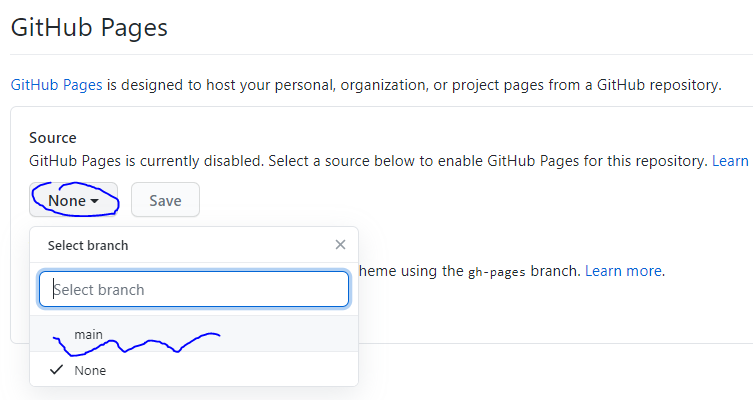 GitHub Pages
GitHub Pages is designed to host your personal, organization, or project pages from a GitHub repository.
Source
GitHub Pages is currently disabled. Select a source below to enable GitHub Pages for this repository. Learn
None
Save
Select branch
heme using the gh-pages branch. Learn more.
Select branch
main
None